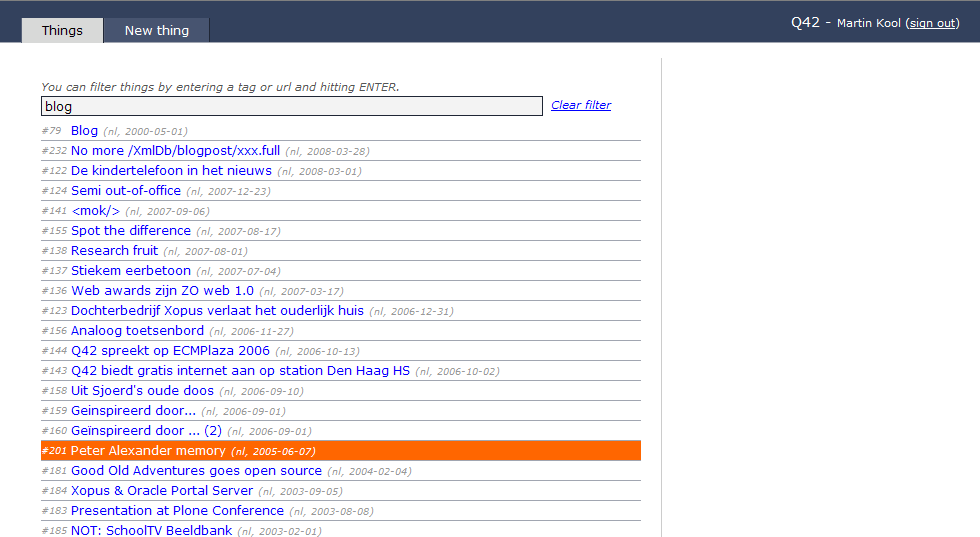 Things New thing Q42 - Martin Kool (sign out)
You can filter things by entering a tag or url and hitting ENTER.
blog Clear filter
#79 Blog (nl, 2000-05-01)
#232 No more /XmlDb/blogpost/xxx.full (nl, 2008-03-28)
#122 De kindertelefoon in het nieuws (nl, 2008-03-01)
#124 Semi out-of-office (nl, 2007-12-23)
#141 <mok/> (nl, 2007-09-06)
#155 Spot the difference (nl, 2007-08-17)
#138 Research fruit (nl, 2007-08-01)
#137 Stiekem eerbetoon (nl, 2007-07-04)
#136 Web awards zijn ZO web 1.0 (nl, 2007-03-17)
#123 Dochterbedrijf Xopus verlaat het ouderlijk huis (nl, 2006-12-31)
#156 Analoog toetsenbord (nl, 2006-11-27)
#144 Q42 spreekt op ECMPlaza 2006 (nl, 2006-10-13)
#143 Q42 biedt gratis internet aan op station Den Haag HS (nl, 2006-10-02)
#158 Uit Sjoerd's oude doos (nl, 2006-09-10)
#159 Geinspireerd door... (nl, 2006-09-01)
#160 Geïnspireerd door ... (2) (nl, 2006-09-01)
#201 Peter Alexander memory (nl, 2005-06-07)
#181 Good Old Adventures goes open source (nl, 2004-02-04)
#184 Xopus & Oracle Portal Server (nl, 2003-09-05)
#183 Presentation at Plone Conference (nl, 2003-08-08)
#185 NOT: SchoolTV Beeldbank (nl, 2003-02-01)